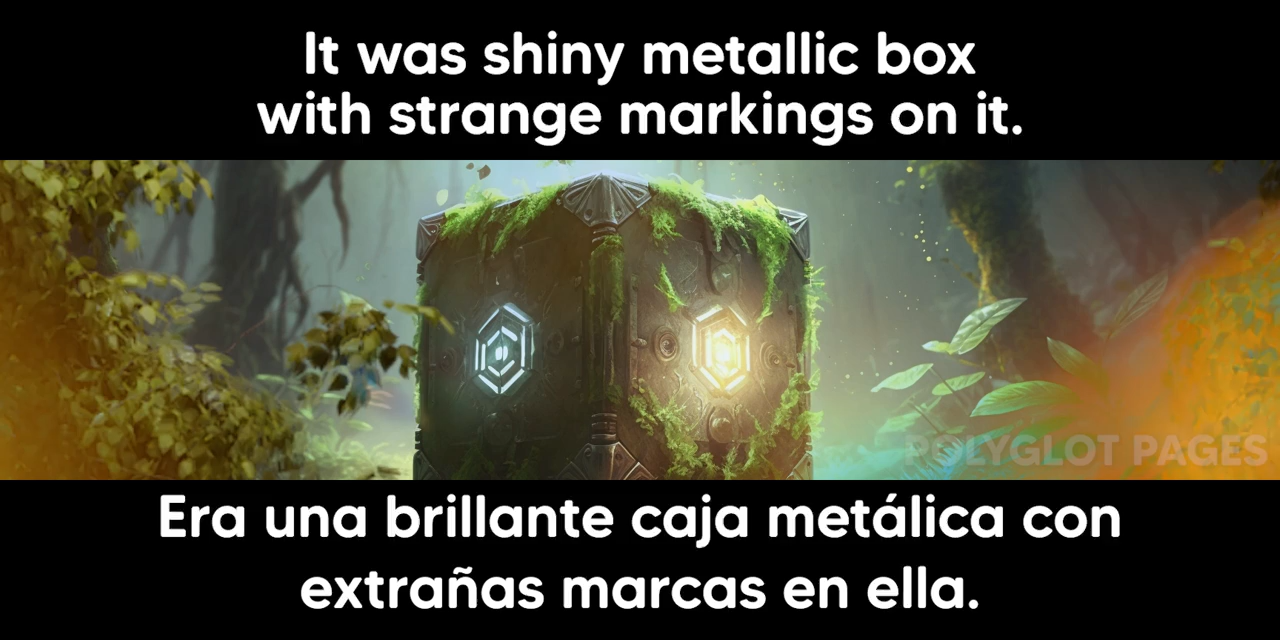 It was shiny metallic box
with strange markings on it.
POLYGLOT PAGES
Era una brillante caja metálica con
extrañas marcas en ella.